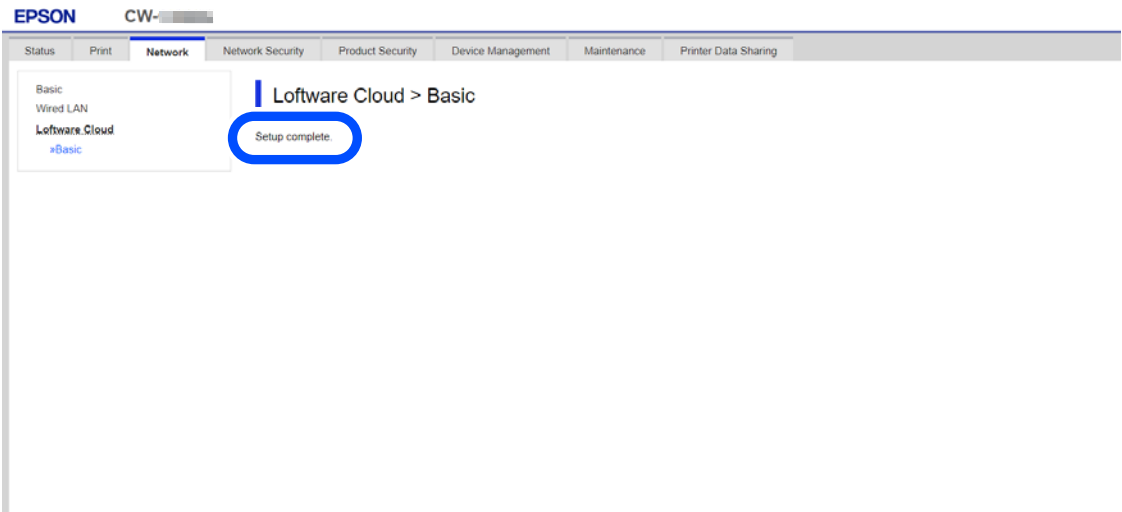 EPSON CW-
Status Print Network Network Security Product Security Device Management Maintenance Printer Data Sharing
Basic
Wired LAN
Loftware Cloud
»Basic
Loftware Cloud > Basic
Setup complete.